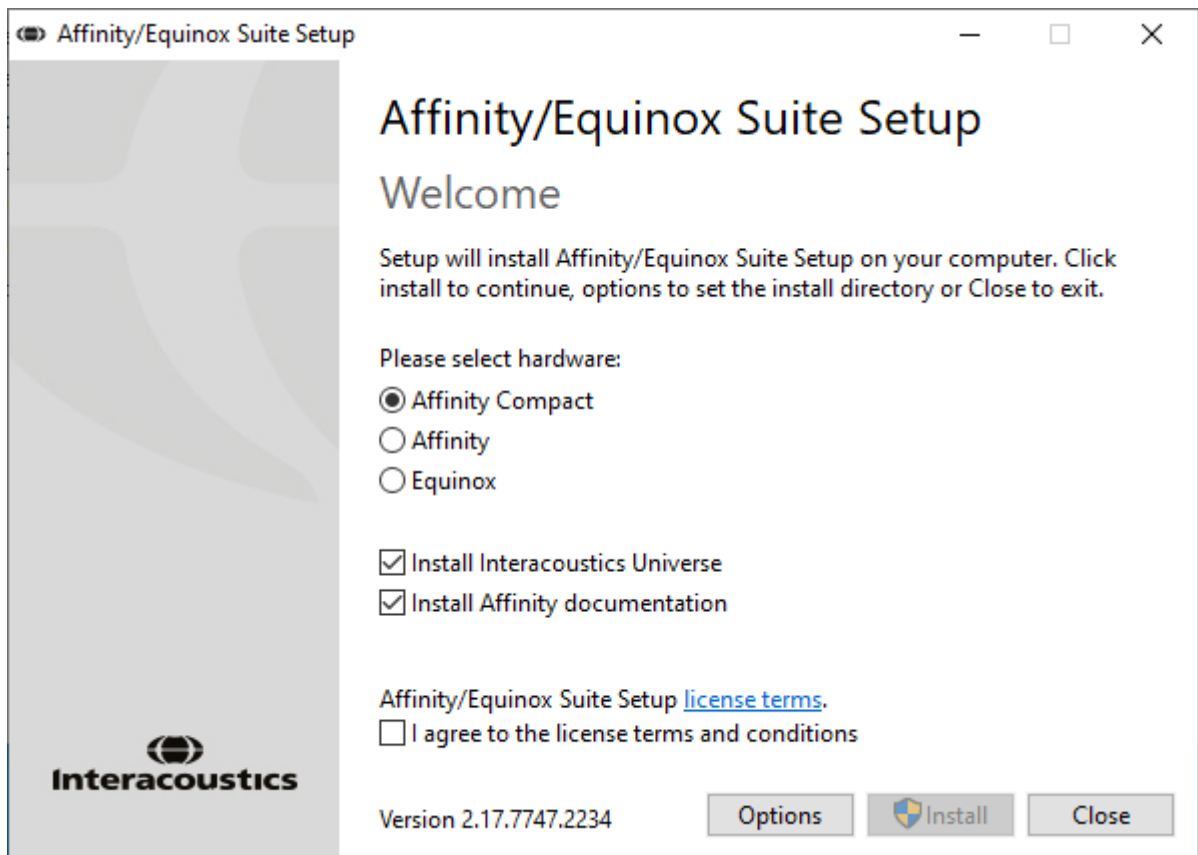 Affinity/Equinox Suite Setup
Affinity/Equinox Suite Setup
Welcome
Setup will install Affinity/Equinox Suite Setup on your computer. Click
install to continue, options to set the install directory or Close to exit.
Please select hardware:
Affinity Compact
Affinity
Equinox
Install Interacoustics Universe
Install Affinity documentation
Affinity/Equinox Suite Setup license terms.
I agree to the license terms and conditions
Interacoustics
Version 2.17.7747.2234
Options
Install
Close